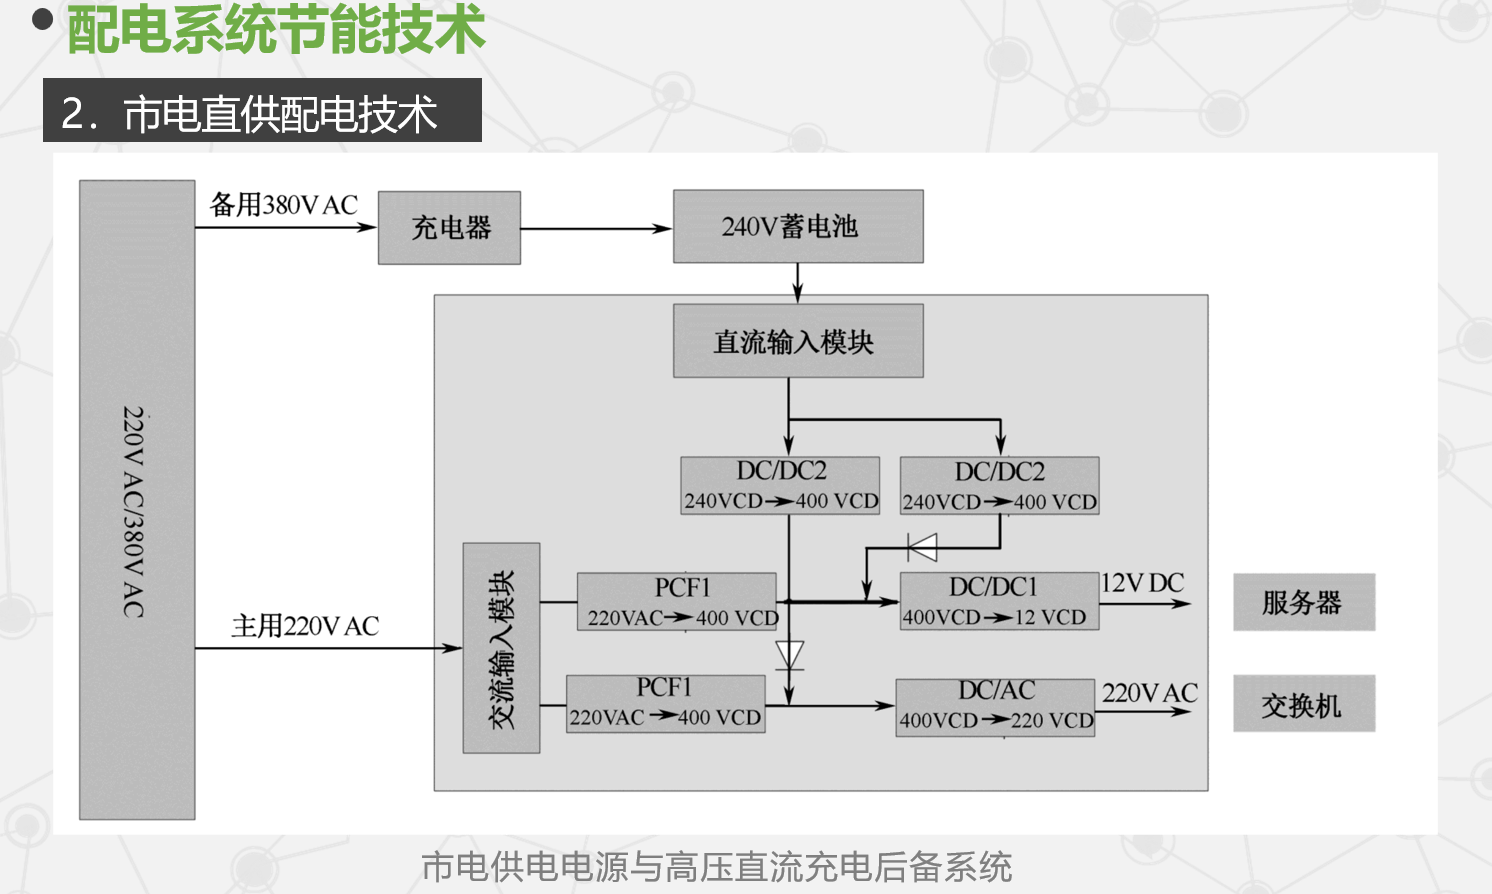 配电系统节能技术
2. 市电直供配电技术
备用380V AC
充电器
240V蓄电池
直流输入模块
220V AC/380V AC
DC/DC2
240VCD→400 VCD
DC/DC2
240VCD→400 VCD
主用220V AC
交流输入模块
PCF1
220VAC→400 VCD
DC/DC1
400VCD→12 VCD
12V DC
服务器
PCF1
220VAC→400 VCD
DC/AC
400VCD→220 VCD
220V AC
交换机
市电供电电源与高压直流充电后备系统